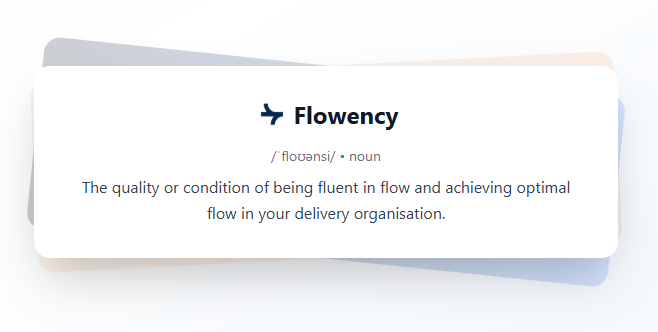 Flowency
/ˈfloʊənsi/ • noun
The quality or condition of being fluent in flow and achieving optimal
flow in your delivery organisation.